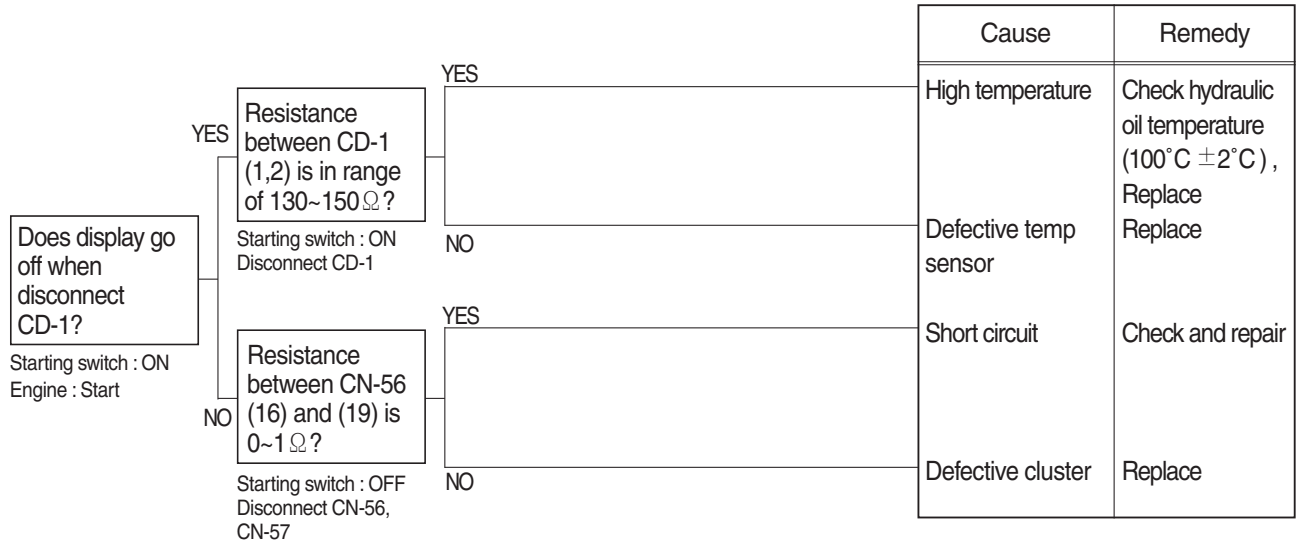 Does display go
off when
disconnect
CD-1?
Starting switch : ON
Engine : Start
YES
Resistance
between CD-1
(1,2) is in range
of 130~150Ω?
Starting switch : ON
Disconnect CD-1
NO
Resistance
between CN-56
(16) and (19) is
0~1Ω?
Starting switch : OFF
Disconnect CN-56,
CN-57
YES
NO
YES
NO
Cause
Remedy
High temperature
Check hydraulic
oil temperature
(100°C ±2°C) ,
Replace
Defective temp
sensor
Replace
Short circuit
Check and repair
Defective cluster
Replace